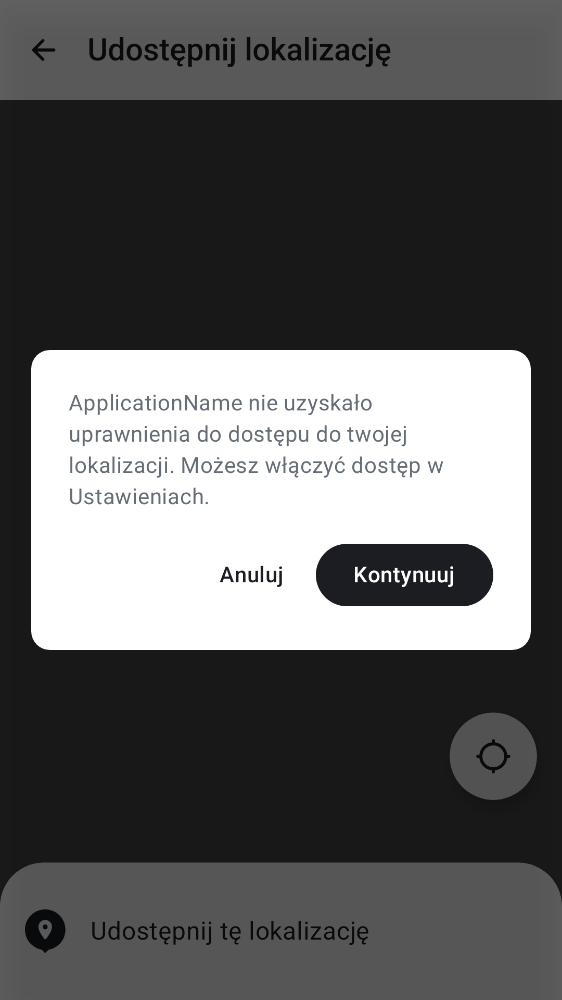 Udostępnij lokalizację
ApplicationName nie uzyskało
uprawnienia do dostępu do twojej
lokalizacji. Możesz włączyć dostęp w
Ustawieniach.
Anuluj
Kontynuuj
Udostępnij tę lokalizację